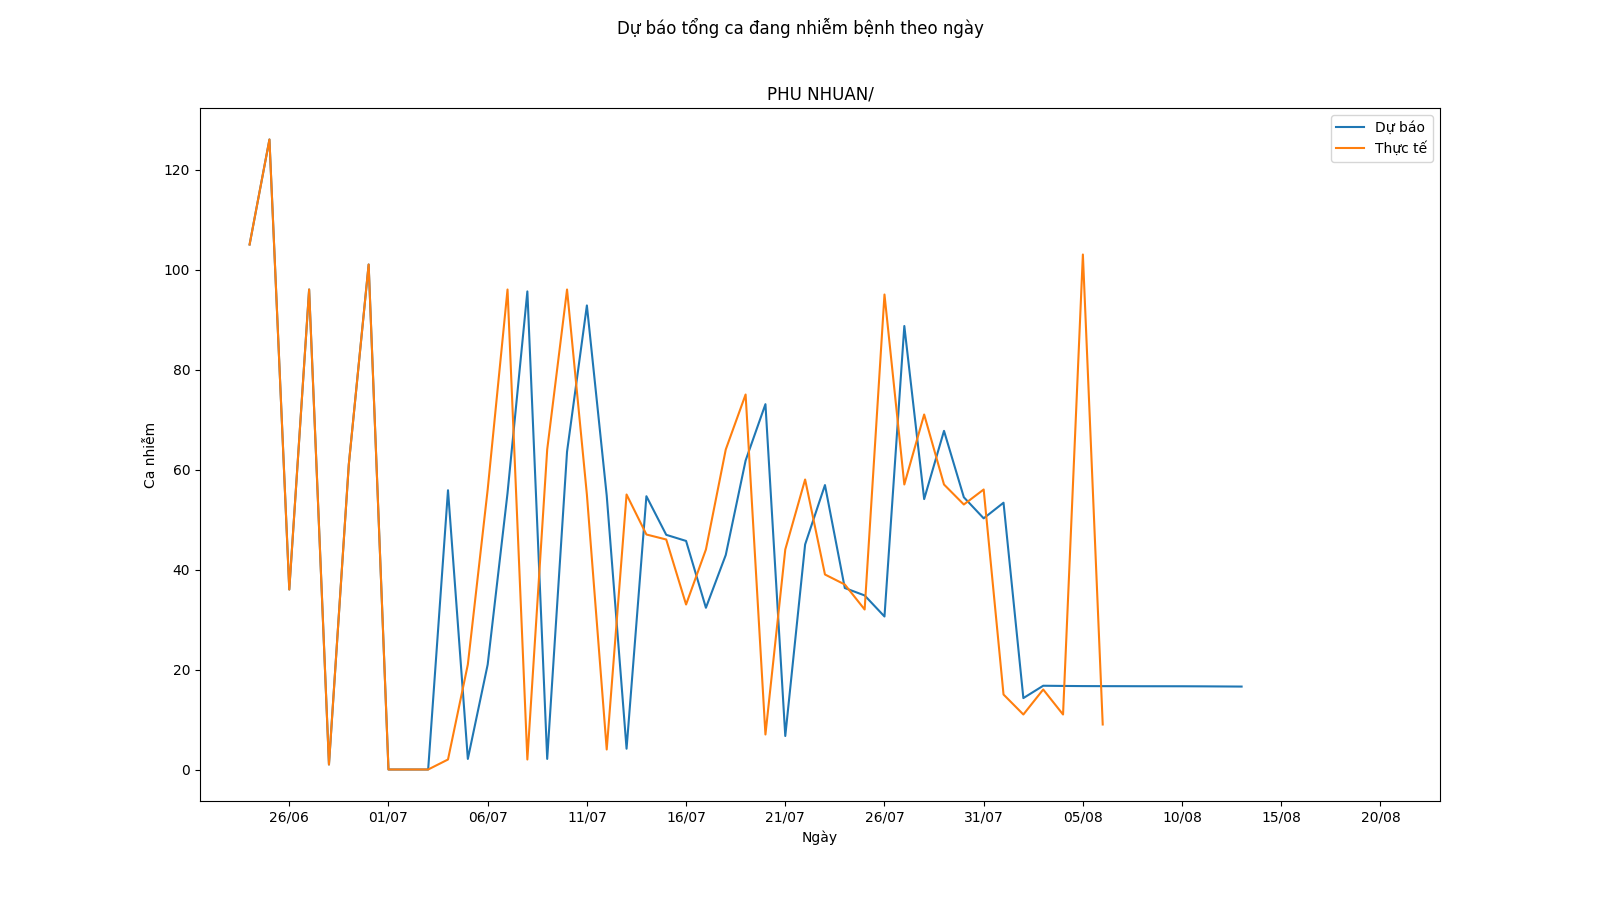 Dự báo tổng ca đang nhiễm bệnh theo ngày
PHU NHUAN/
Dự báo
Thực tế
120
100
80
60
40
20
0
Ca nhiễm
26/06 01/07 06/07 11/07 16/07 21/07 26/07 31/07 05/08 10/08 15/08 20/08
Ngày